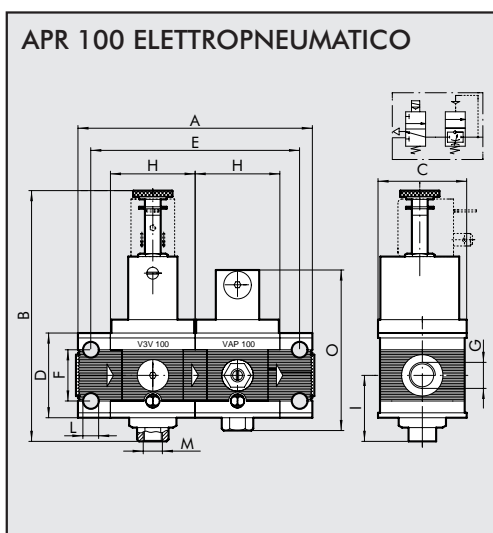 APR 100 ELETTROPNEUMATICO
A
E
H H
C
B
V3V 100 VAP 100
D
F
O
G
I
L
M